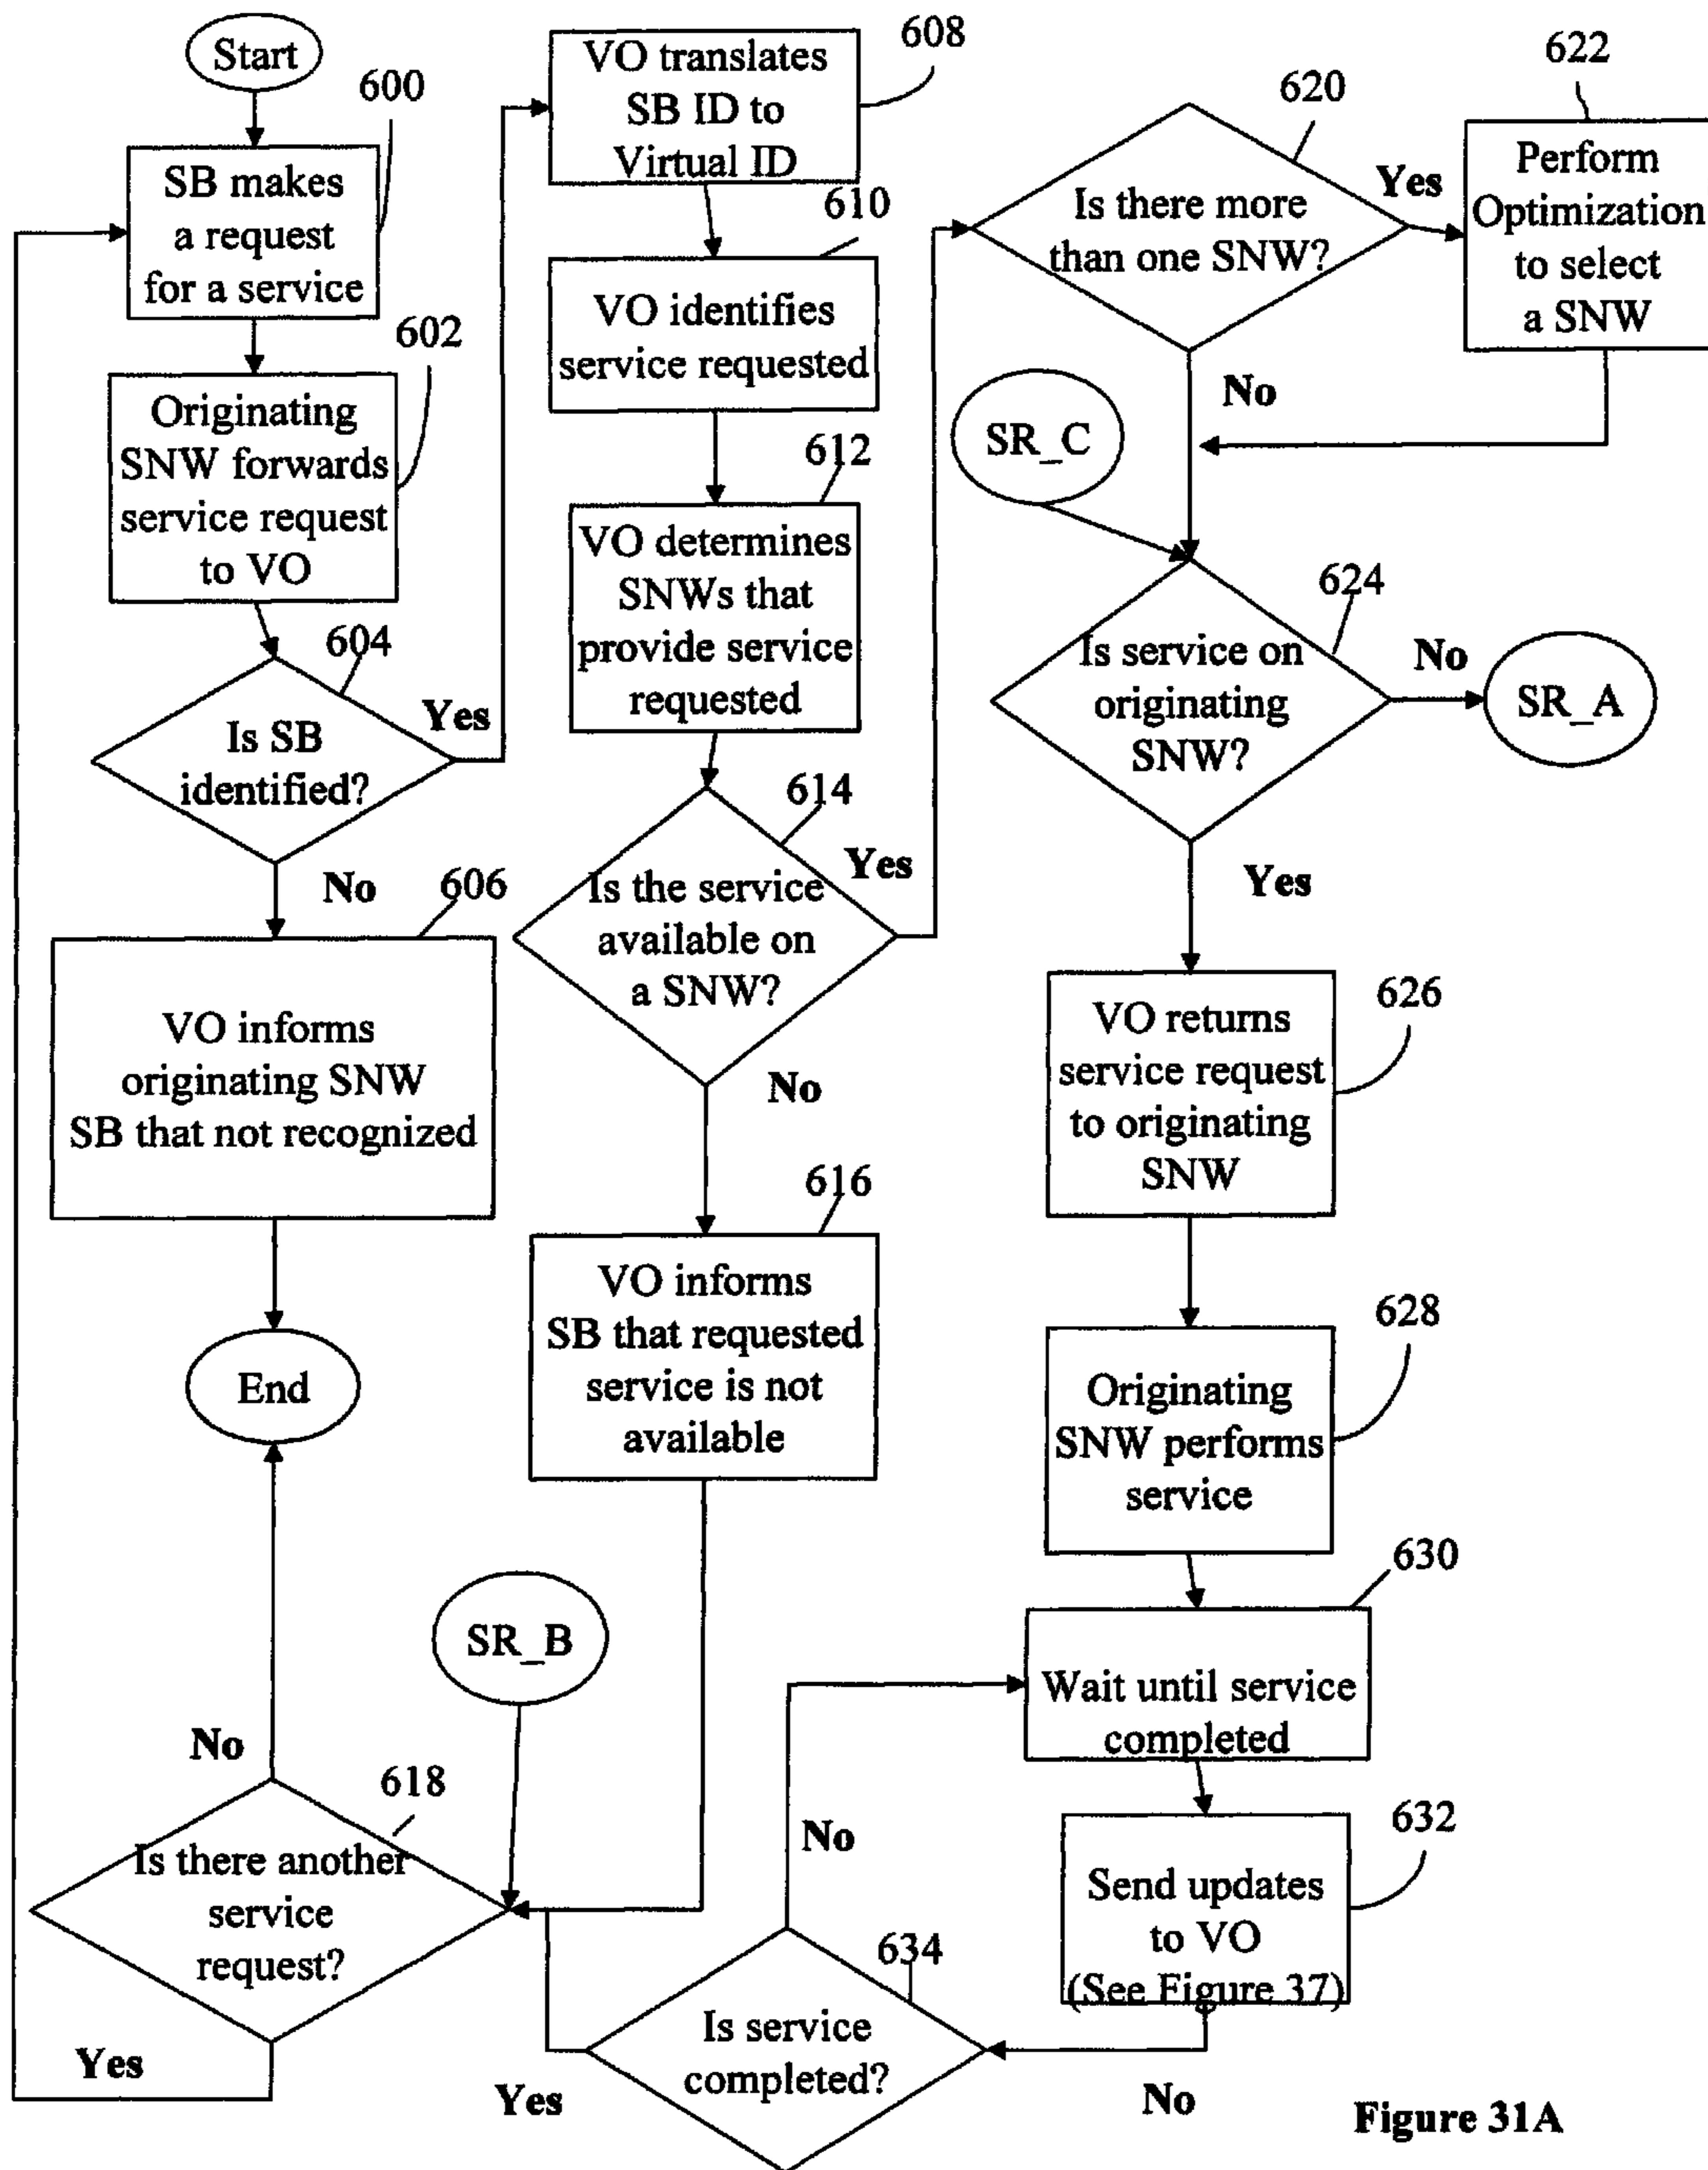 Start
600
SB makes
a request
for a service
602
Originating
SNW forwards
service request
to VO
604
Is SB
identified?
Yes
No
606
VO informs
originating SNW
SB that not recognized
End
608
VO translates
SB ID to
Virtual ID
610
VO identifies
service requested
612
VO determines
SNWs that
provide service
requested
614
Is the service
available on
a SNW?
Yes
No
616
VO informs
SB that requested
service is not
available
SR_B
618
Is there another
service
request?
No
Yes
620
Is there more
than one SNW?
Yes
No
622
Perform
Optimization
to select
a SNW
SR_C
624
Is service on
originating
SNW?
No
SR_A
Yes
626
VO returns
service request
to originating
SNW
628
Originating
SNW performs
service
630
Wait until service
completed
632
Send updates
to VO
(See Figure 37)
634
Is service
completed?
No
Yes
No
Figure 31A